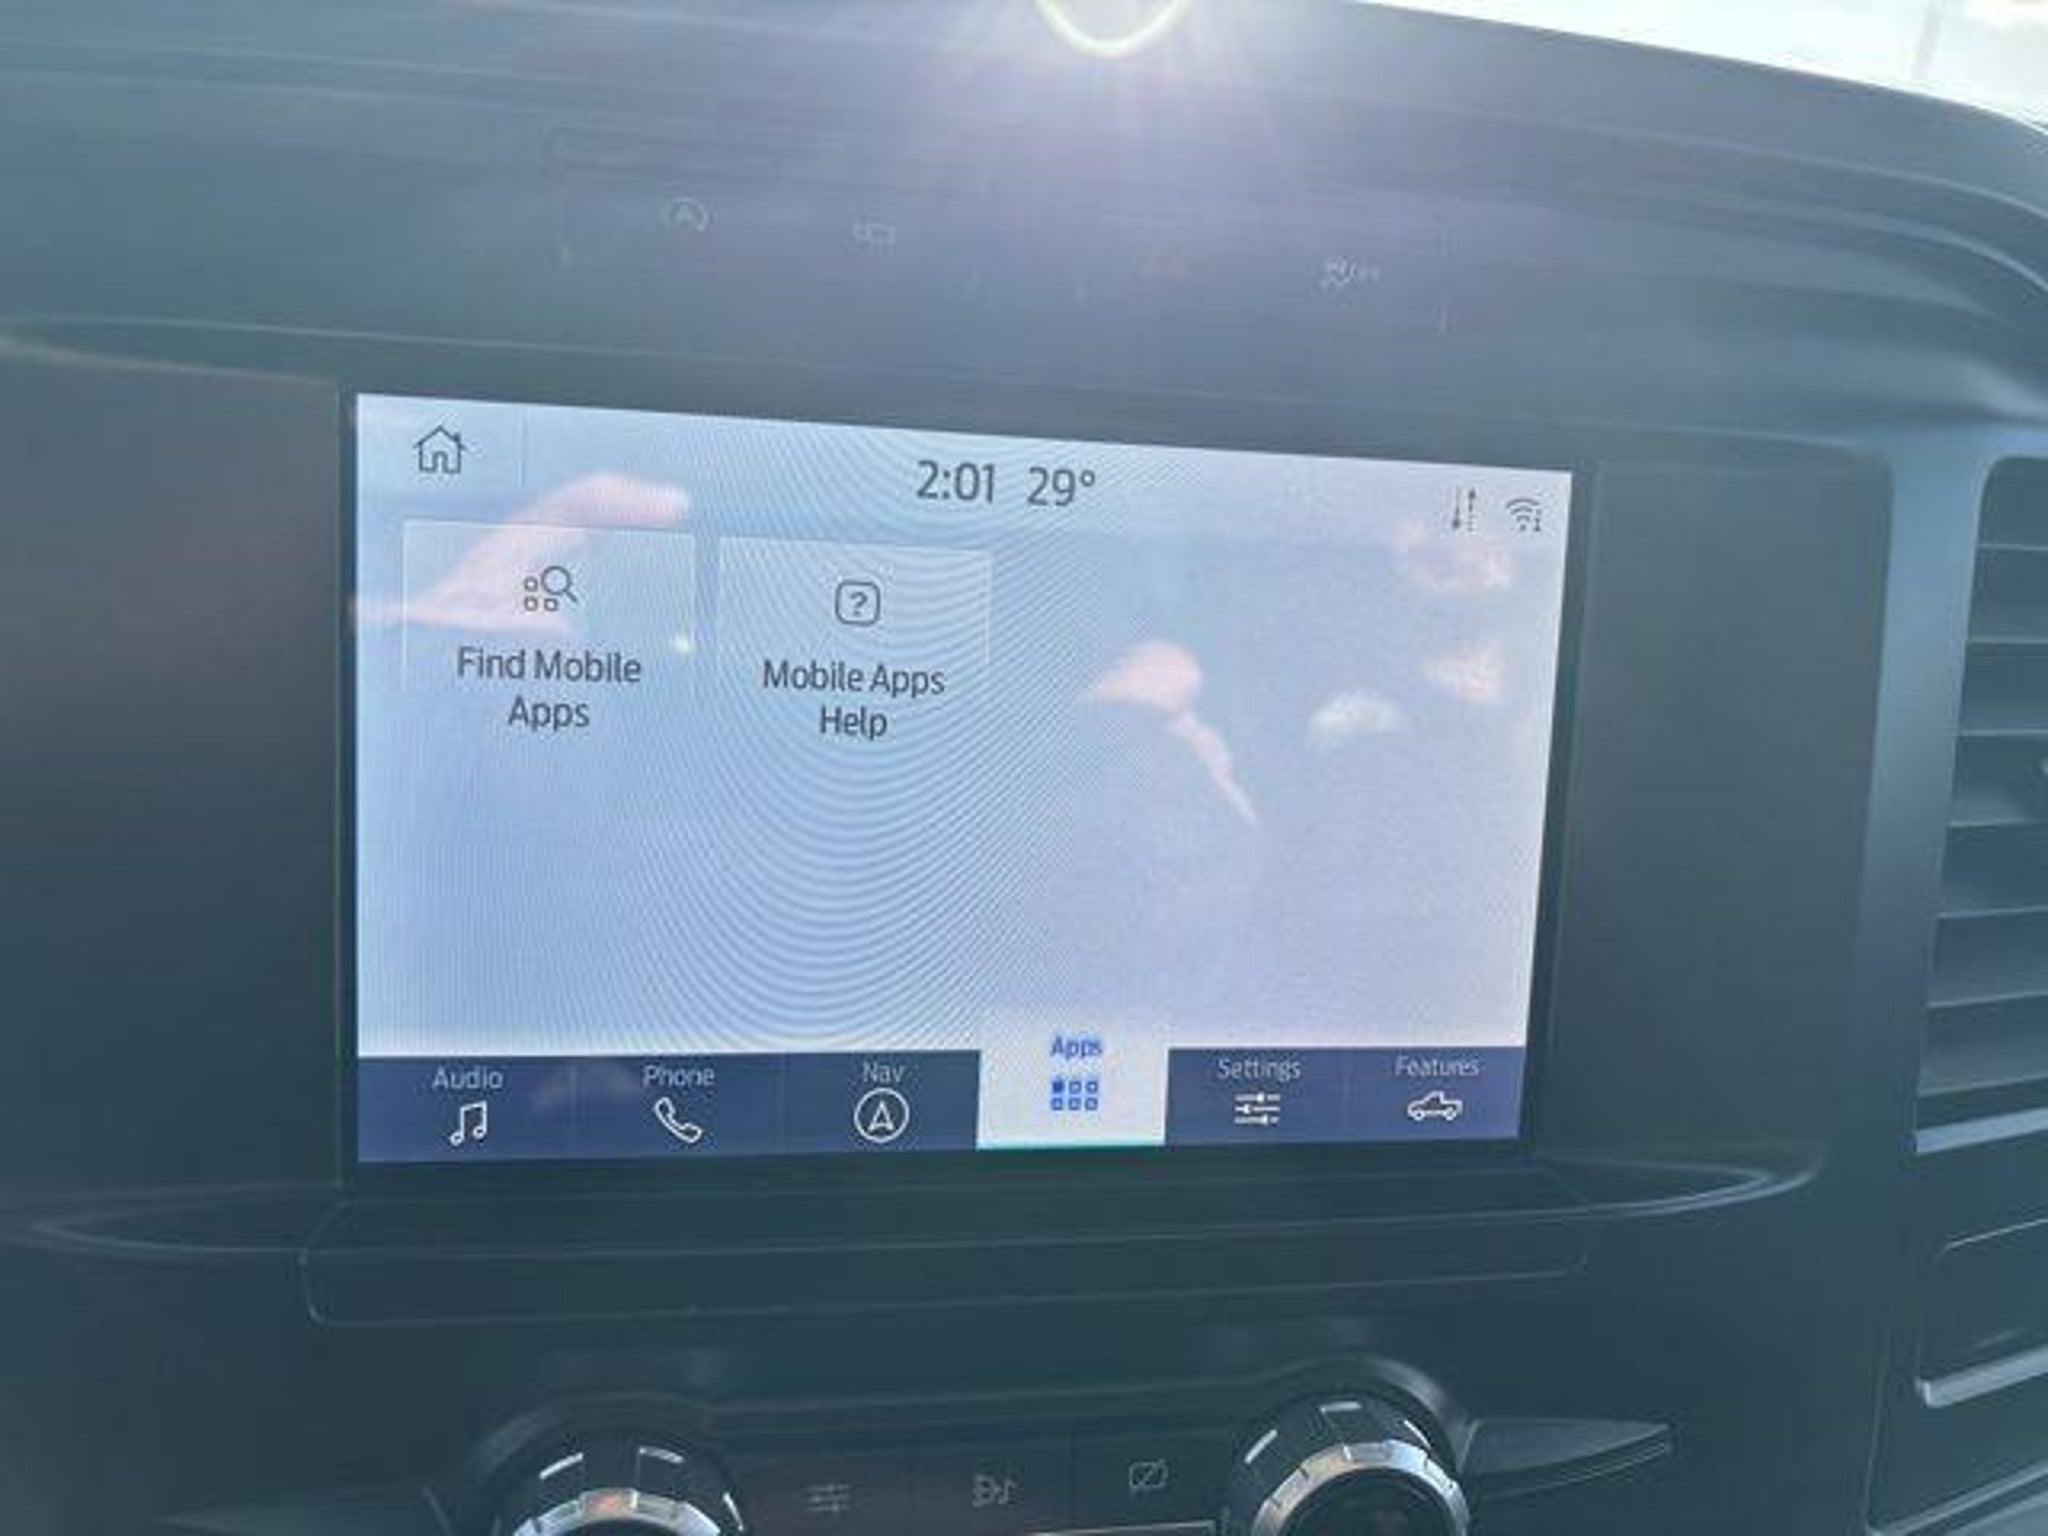 2:01 29°
Find Mobile
Apps
Mobile Apps
Help
Audio
Phone
Nav
Apps
Settings
Features